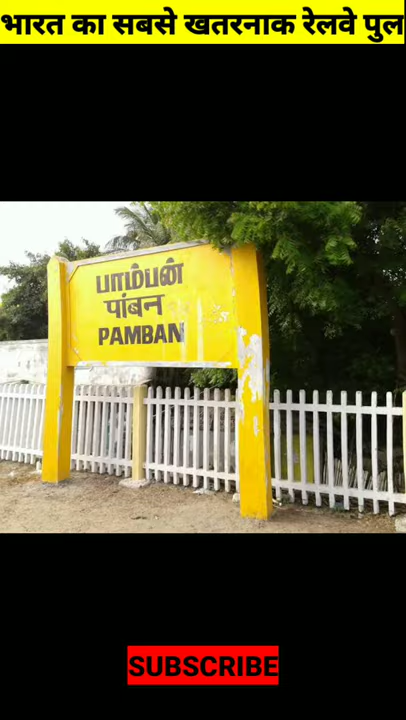 भारत का सबसे खतरनाक रेलवे पुल
பாம்பன்
पांबन
PAMBAN
SUBSCRIBE